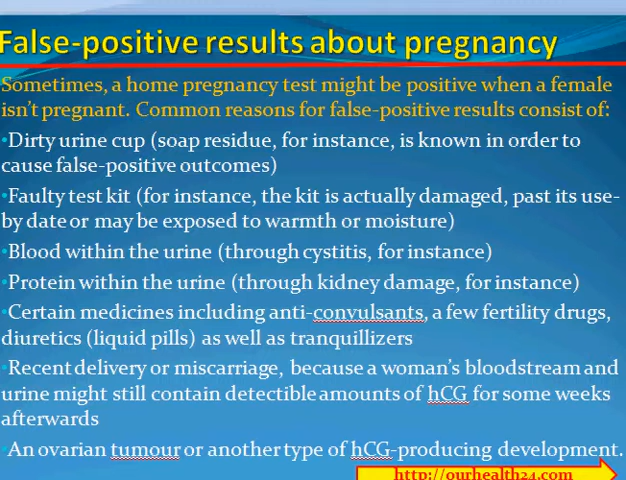 False-positive results about pregnancy
Sometimes, a home pregnancy test might be positive when a female
isn't pregnant. Common reasons for false-positive results consist of:
•Dirty urine cup (soap residue, for instance, is known in order to
cause false-positive outcomes)
•Faulty test kit (for instance, the kit is actually damaged, past its use-
by date or may be exposed to warmth or moisture)
•Blood within the urine (through cystitis, for instance)
•Protein within the urine (through kidney damage, for instance)
•Certain medicines including anti-convulsants, a few fertility drugs,
diuretics (liquid pills) as well as tranquillizers
•Recent delivery or miscarriage, because a woman's bloodstream and
urine might still contain detectible amounts of hCG for some weeks
afterwards
•An ovarian tumour or another type of hCG-producing development.
http://ourhealth24.com